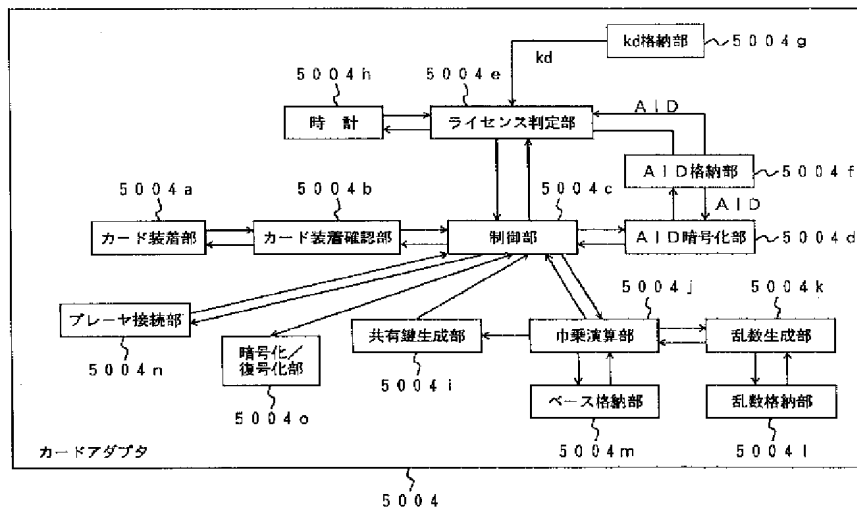 kd格納部
5004g
kd
5004h
5004e
時 計
ライセンス判定部
AID
AID格納部
5004f
AID
5004a
5004b
5004c
カード装着部
カード装着確認部
制御部
AID暗号化部
5004d
5004j
5004k
プレーヤ接続部
5004n
暗号化/
復号化部
5004o
共有鍵生成部
5004i
巾乗演算部
乱数生成部
ベース格納部
5004m
乱数格納部
5004l
カードアダプタ
5004